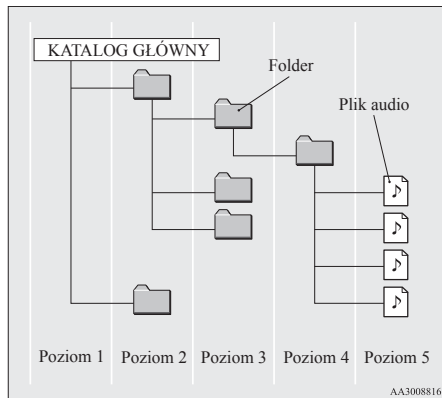 KATALOG GŁÓWNY
Folder
Plik audio
Poziom 1 Poziom 2 Poziom 3 Poziom 4 Poziom 5
AA3008816